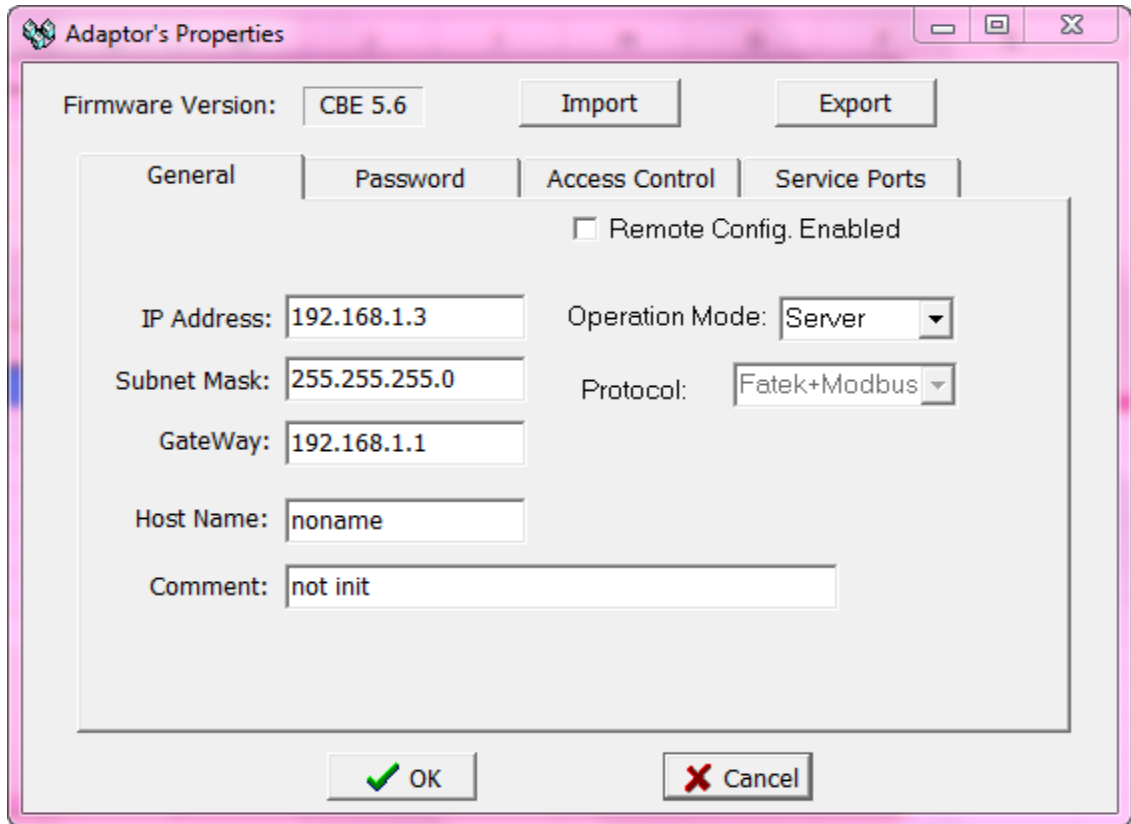 Adaptor's Properties
Firmware Version: CBE 5.6 Import Export
General Password Access Control Service Ports
Remote Config. Enabled
IP Address: 192.168.1.3 Operation Mode: Server
Subnet Mask: 255.255.255.0 Protocol: Fatek+Modbus
GateWay: 192.168.1.1
Host Name: noname
Comment: not init
OK Cancel